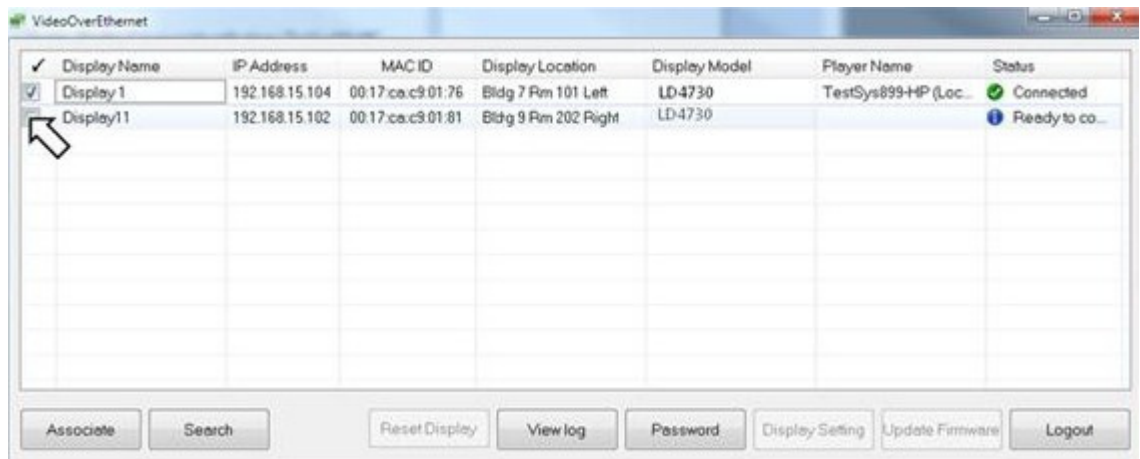 VideoOverEthernet
✓ Display Name IP Address MAC ID Display Location Display Model Player Name Status
Display 1 192.168.15.104 00:17:ca:c9:01:76 Bldg 7 Rm 101 Left LD4730 TestSys899-HP (Loc... Connected
Display11 192.168.15.102 00:17:ca:c9:01:81 Bldg 9 Rm 202 Right LD4730 Ready to co...
Associate Search Reset Display View log Password Display Setting Update Firmware Logout